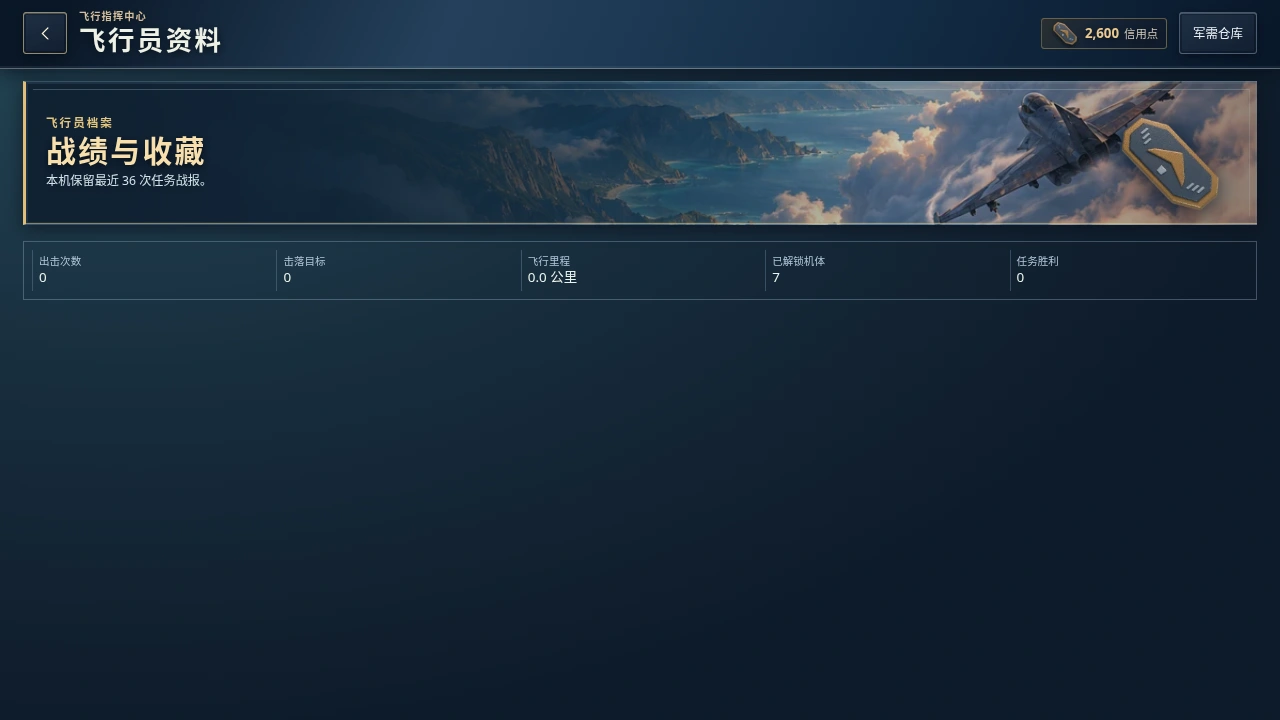 飞行指挥中心
飞行员资料
2,600 信用点
军需仓库
飞行员档案
战绩与收藏
本机保留最近 36 次任务战报。
出击次数
0
击落目标
0
飞行里程
0.0 公里
已解锁机体
7
任务胜利
0